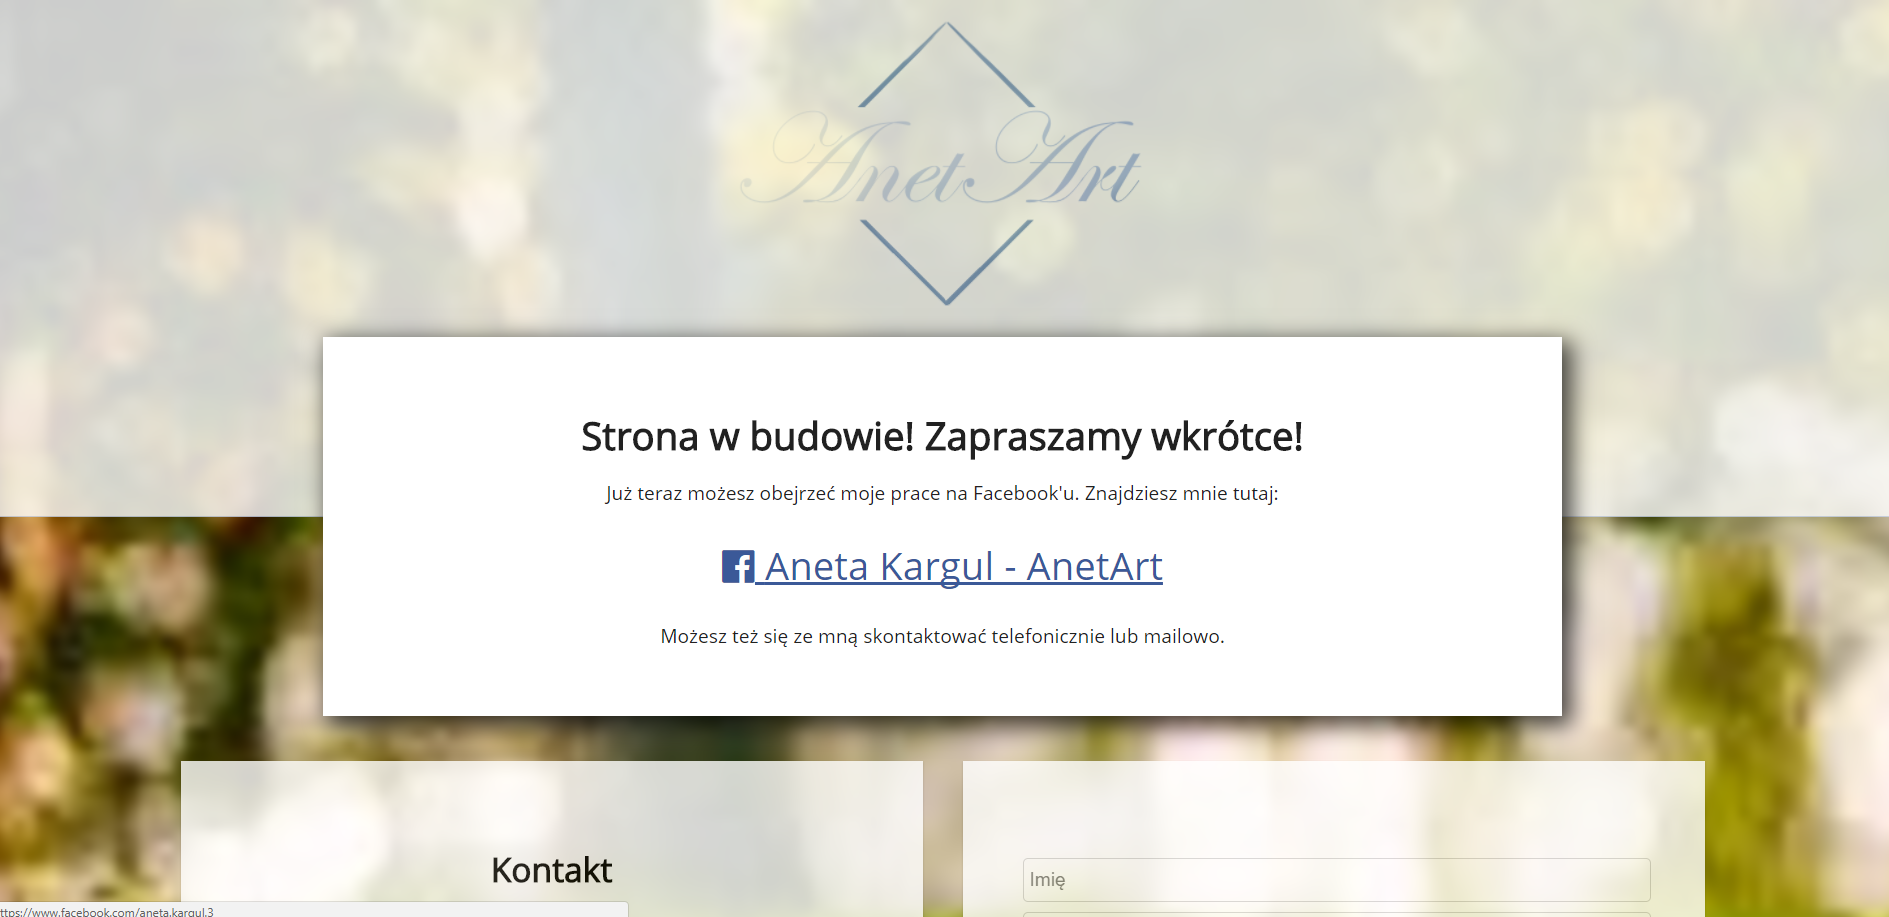 AnetArt
Strona w budowie! Zapraszamy wkrótce!
Już teraz możesz obejrzeć moje prace na Facebook'u. Znajdziesz mnie tutaj:
Aneta Kargul - AnetArt
Możesz też się ze mną skontaktować telefonicznie lub mailowo.
Kontakt
Imię
ttps://www.facebook.com/aneta.kargul.3